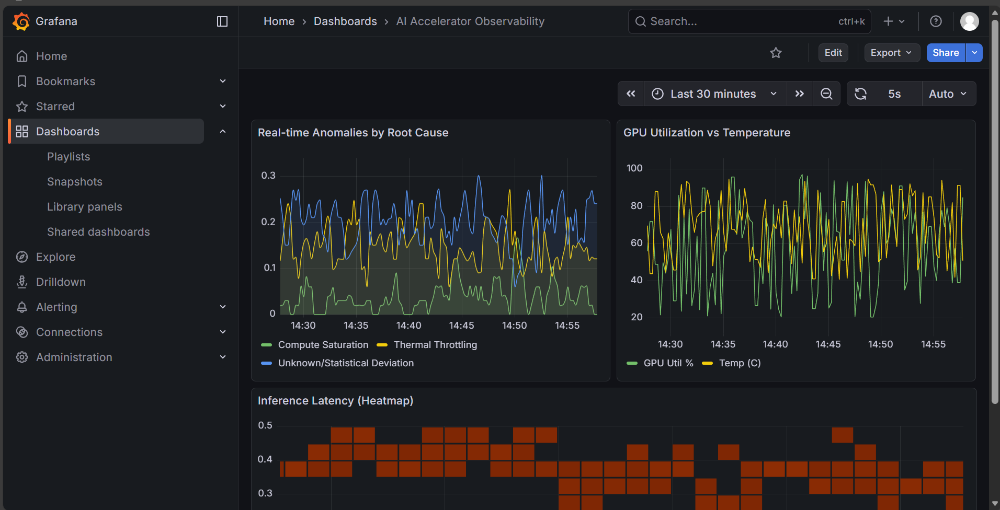 Grafana
Home › Dashboards › AI Accelerator Observability
Search...
ctrl+k
Home
Bookmarks
Starred
Dashboards
Playlists
Snapshots
Library panels
Shared dashboards
Explore
Drilldown
Alerting
Connections
Administration
Edit
Export
Share
Last 30 minutes
5s
Auto
Real-time Anomalies by Root Cause
0.3
0.2
0.1
0
14:30 14:35 14:40 14:45 14:50 14:55
Compute Saturation Thermal Throttling
Unknown/Statistical Deviation
GPU Utilization vs Temperature
100
80
60
40
20
14:30 14:35 14:40 14:45 14:50 14:55
GPU Util % Temp (C)
Inference Latency (Heatmap)
0.5
0.4
0.3